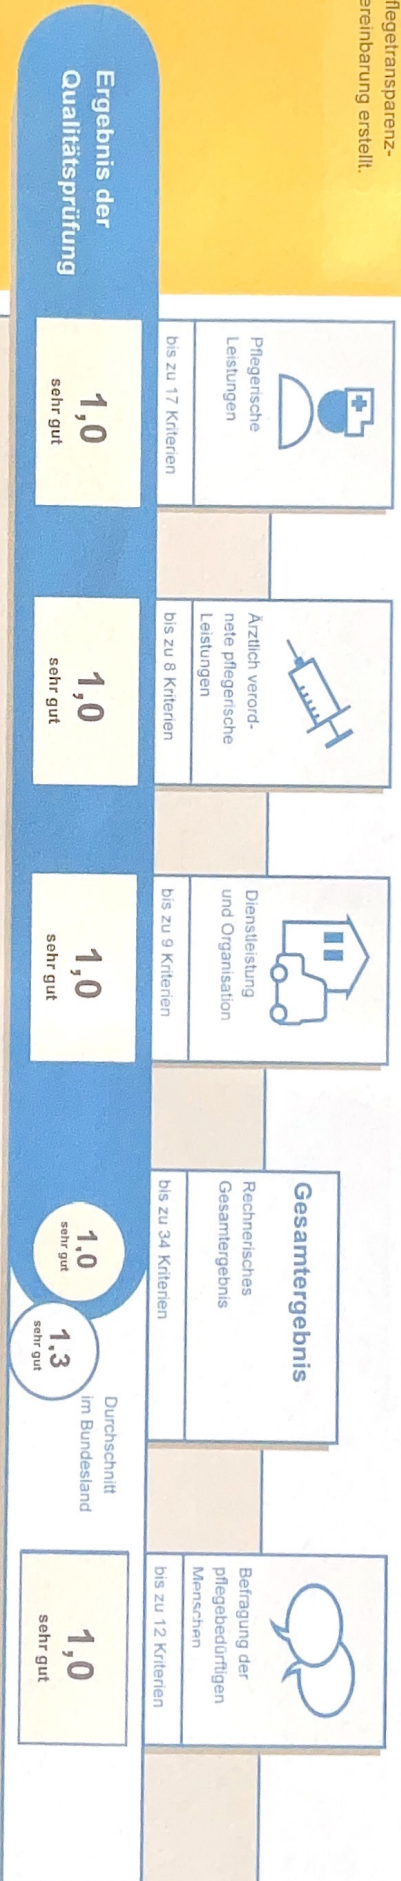 flegetransparenz-
ereinbarung erstellt.
Pflegerische
Leistungen
bis zu 17 Kriterien
Ärztlich verord-
nete pflegerische
Leistungen
bis zu 8 Kriterien
Dienstleistung
und Organisation
bis zu 9 Kriterien
Gesamtergebnis
Rechnerisches
Gesamtergebnis
bis zu 34 Kriterien
Befragung der
pflegebedürftigen
Menschen
bis zu 12 Kriterien
Ergebnis der
Qualitätsprüfung
1,0
sehr gut
1,0
sehr gut
1,0
sehr gut
1,0
sehr gut
1,3
sehr gut
Durchschnitt
im Bundesland
1,0
sehr gut